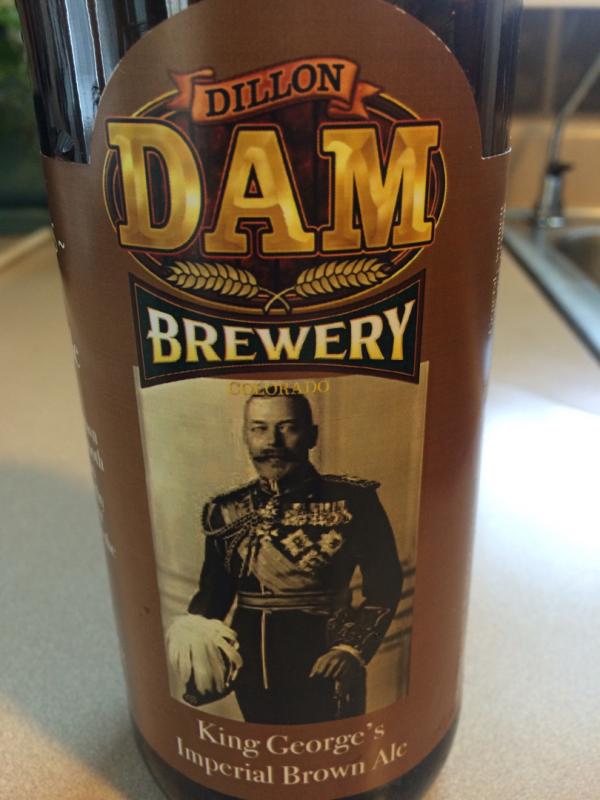 DILLON
DAM
BREWERY
COLORADO
King George's
Imperial Brown Ale